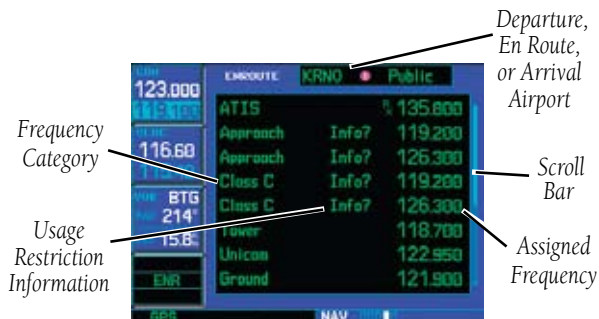 Departure,
En Route,
or Arrival
Airport
COM
123.000
119.100
116.60
VOR BTG
214°
15.8
ENR
GPS
ENROUTE KRNO Public
ATIS 135.800
Approach Info? 119.200
Approach Info? 126.300
Class C Info? 119.200
Class C Info? 126.300
Tower 118.700
Unicom 122.950
Ground 121.900
NAV
Frequency
Category
Usage
Restriction
Information
Scroll
Bar
Assigned
Frequency